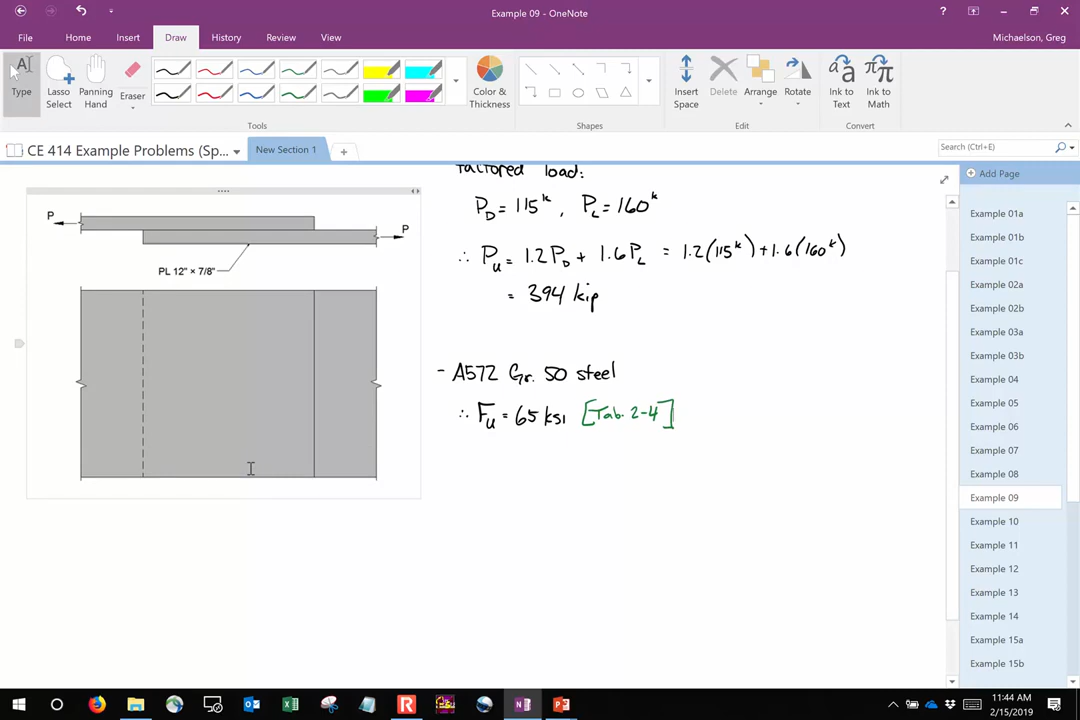 Example 09 - OneNote
?
Michaelson, Greg
File
Home
Insert
Draw
History
Review
View
Type
Lasso Select
Panning Hand
Eraser
Color & Thickness
Insert Space
Delete
Arrange
Rotate
Ink to Text
Ink to Math
Tools
Shapes
Edit
Convert
CE 414 Example Problems (Sp...
New Section 1
Search (Ctrl+E)
Add Page
Example 01a
Example 01b
Example 01c
Example 02a
Example 02b
Example 03a
Example 03b
Example 04
Example 05
Example 06
Example 07
Example 08
Example 09
Example 10
Example 11
Example 12
Example 13
Example 14
Example 15a
Example 15b
P
P
PL 12" × 7/8"
factored load:
P_D = 115^k, P_L = 160^k
∴ P_u = 1.2P_D + 1.6P_L = 1.2(115^k) + 1.6(160^k)
= 394 kip
- A572 Gr. 50 steel
∴ F_u = 65 ksi [Tab. 2-4]
11:44 AM
2/15/2019